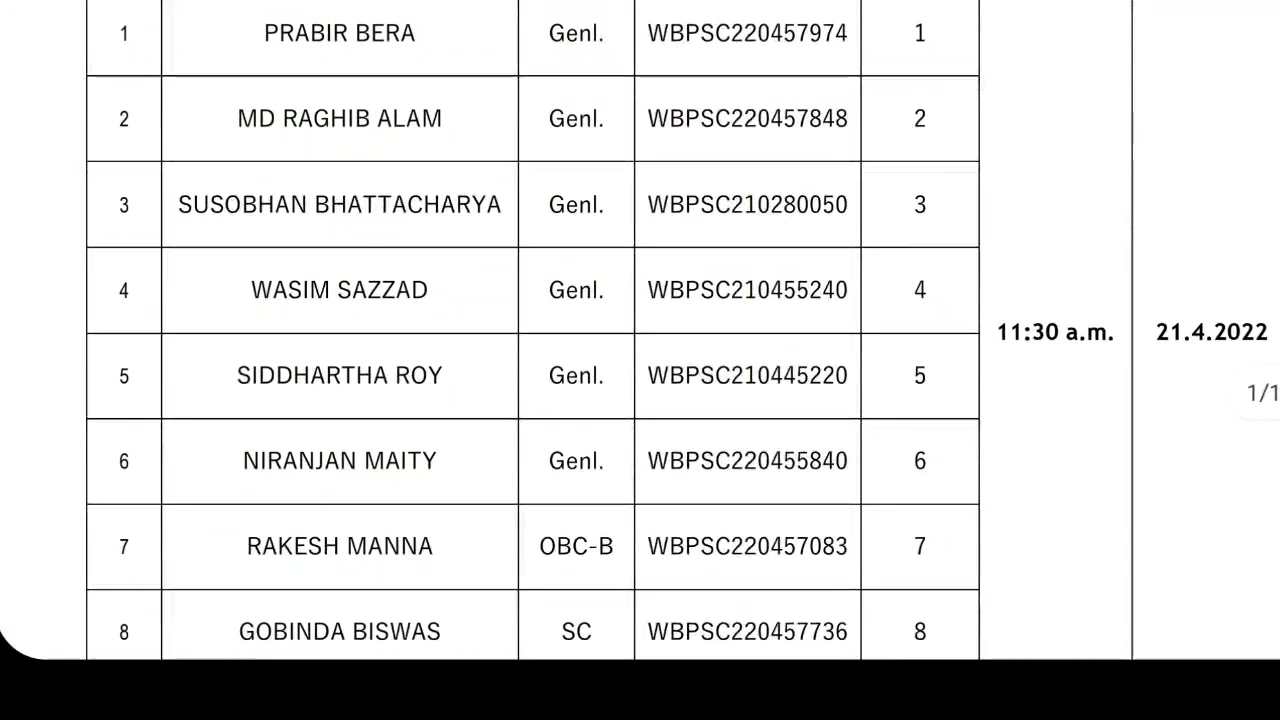 1 PRABIR BERA Genl. WBPSC220457974 1
2 MD RAGHIB ALAM Genl. WBPSC220457848 2
3 SUSOBHAN BHATTACHARYA Genl. WBPSC210280050 3
4 WASIM SAZZAD Genl. WBPSC210455240 4
11:30 a.m. 21.4.2022
5 SIDDHARTHA ROY Genl. WBPSC210445220 5
1/1
6 NIRANJAN MAITY Genl. WBPSC220455840 6
7 RAKESH MANNA OBC-B WBPSC220457083 7
8 GOBINDA BISWAS SC WBPSC220457736 8